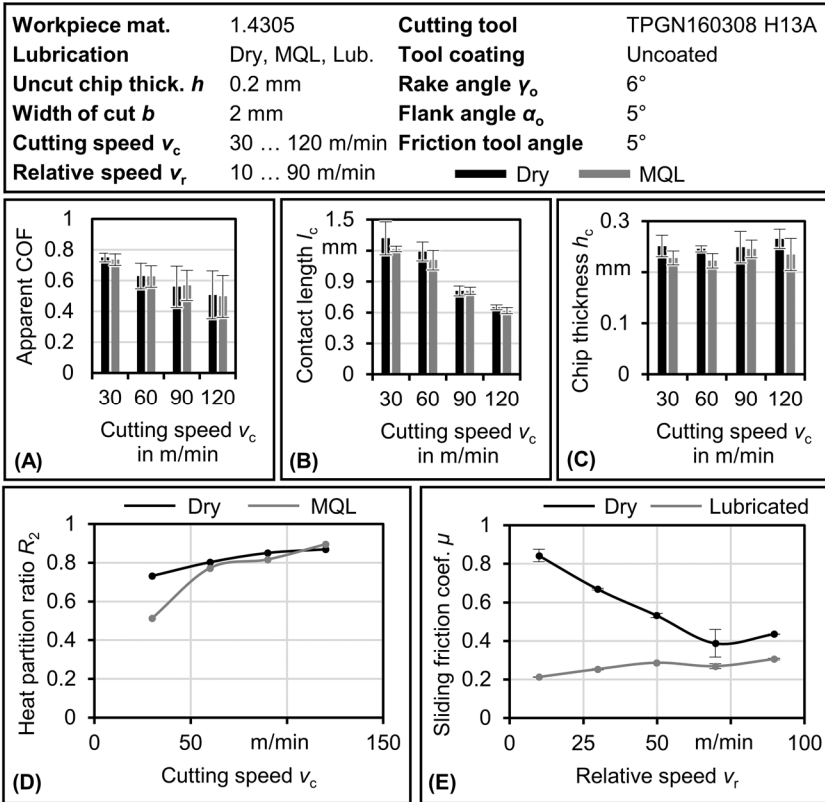 Workpiece mat. 1.4305 Cutting tool TPGN160308 H13A
Lubrication Dry, MQL, Lub. Tool coating Uncoated
Uncut chip thick. h 0.2 mm Rake angle γo 6°
Width of cut b 2 mm Flank angle αo 5°
Cutting speed vc 30 … 120 m/min Friction tool angle 5°
Relative speed vr 10 … 90 m/min Dry MQL
Apparent COF
1
0.8
0.6
0.4
0.2
0
30 60 90 120
Cutting speed vc
in m/min
(A)
Contact length lc
1.5
mm
0.9
0.6
0.3
0
30 60 90 120
Cutting speed vc
in m/min
(B)
Chip thickness hc
0.3
mm
0.1
0
30 60 90 120
Cutting speed vc
in m/min
(C)
Dry MQL
Heat partition ratio R2
1
0.8
0.6
0.4
0.2
0
0 50 m/min 150
Cutting speed vc
(D)
Dry Lubricated
Sliding friction coef. μ
1
0.8
0.6
0.4
0.2
0
0 25 50 m/min 100
Relative speed vr
(E)